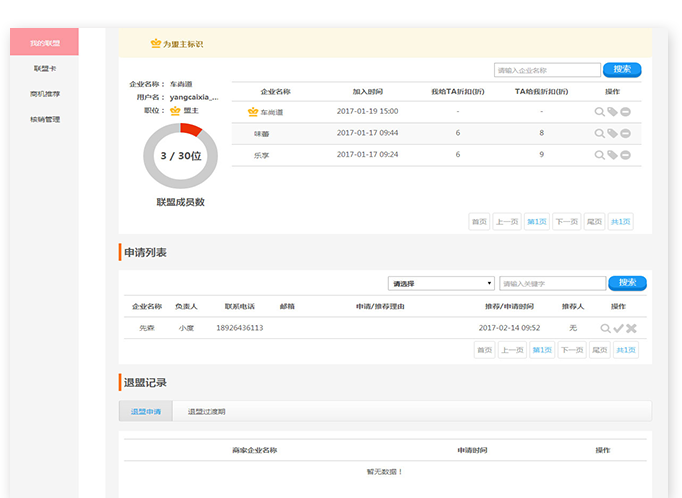 我的联盟
联盟卡
商机推荐
核销管理
为盟主标识
请输入企业名称 搜索
企业名称： 车尚道
用户名： yangcaixia_...
职位： 盟主
3 / 30位
联盟成员数
企业名称 加入时间 我给TA折扣(折) TA给我折扣(折) 操作
车尚道 2017-01-19 15:00 - -
味蕾 2017-01-17 09:44 6 8
乐享 2017-01-17 09:24 6 9
首页 上一页 第1页 下一页 尾页 共1页
申请列表
请选择 请输入关键字 搜索
企业名称 负责人 联系电话 邮箱 申请/推荐理由 推荐/申请时间 推荐人 操作
先森 小度 18926436113 2017-02-14 09:52 无
首页 上一页 第1页 下一页 尾页 共1页
退盟记录
退盟申请 退盟过渡期
商家企业名称 申请时间 操作
暂无数据！